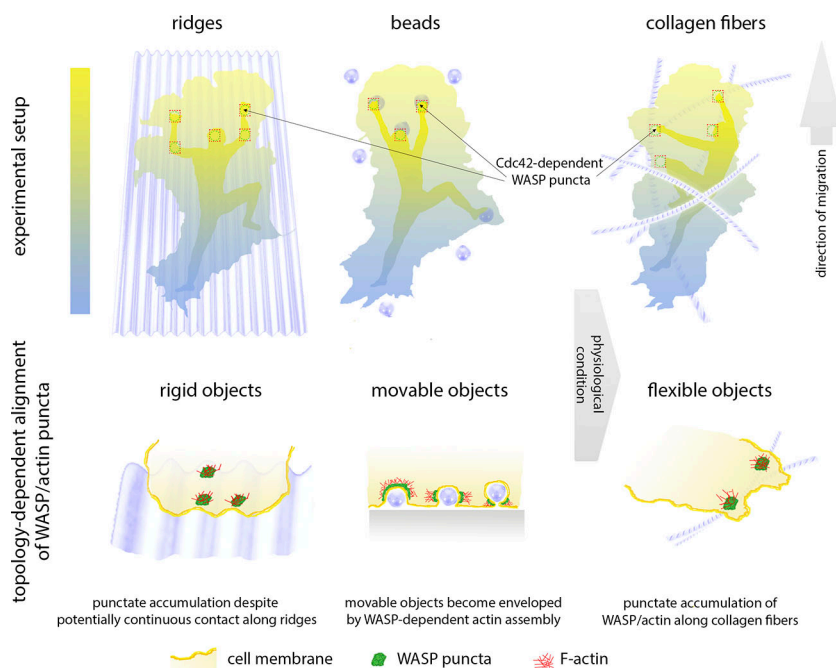 ridges
beads
collagen fibers
experimental setup
Cdc42-dependent
WASP puncta
direction of migration
physiological
condition
topology-dependent alignment
of WASP/actin puncta
rigid objects
movable objects
flexible objects
punctate accumulation despite
potentially continuous contact along ridges
movable objects become enveloped
by WASP-dependent actin assembly
punctate accumulation of
WASP/actin along collagen fibers
cell membrane
WASP puncta
F-actin